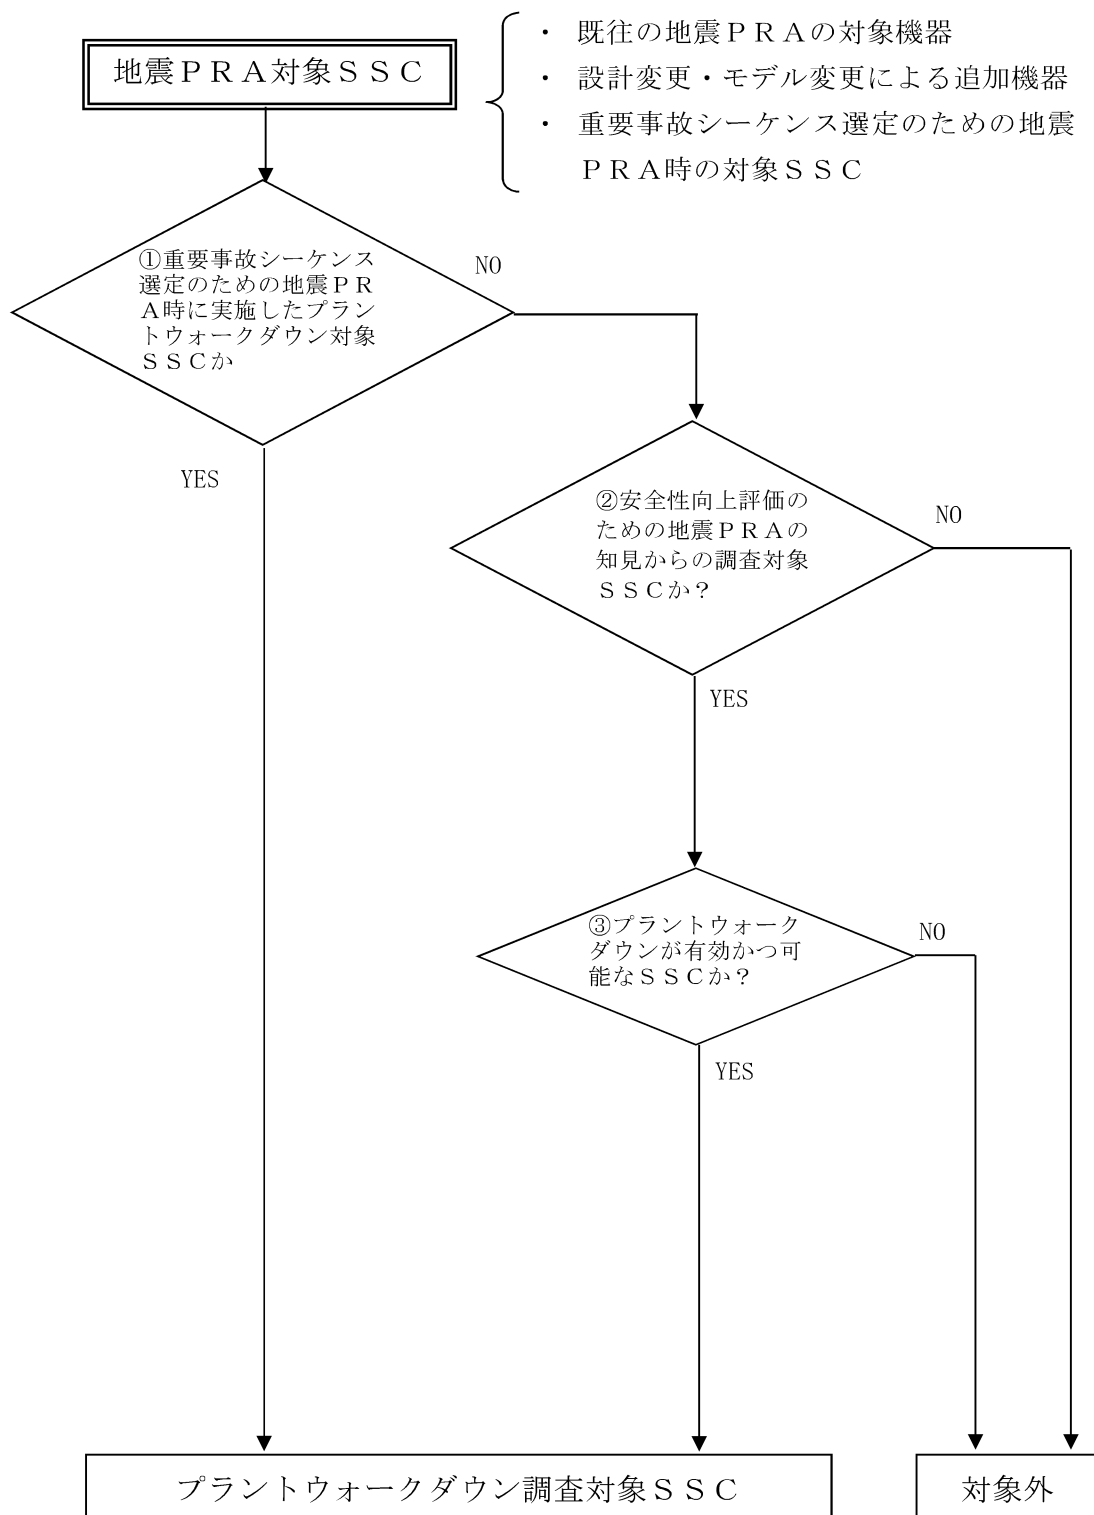 地震ＰＲＡ対象ＳＳＣ
・ 既往の地震ＰＲＡの対象機器
・ 設計変更・モデル変更による追加機器
・ 重要事故シーケンス選定のための地震
ＰＲＡ時の対象ＳＳＣ
①重要事故シーケンス
選定のための地震ＰＲ
Ａ時に実施したプラン
トウォークダウン対象
ＳＳＣか
NO
YES
②安全性向上評価の
ための地震ＰＲＡの
知見からの調査対象
ＳＳＣか？
NO
YES
③プラントウォーク
ダウンが有効かつ可
能なＳＳＣか？
NO
YES
プラントウォークダウン調査対象ＳＳＣ
対象外